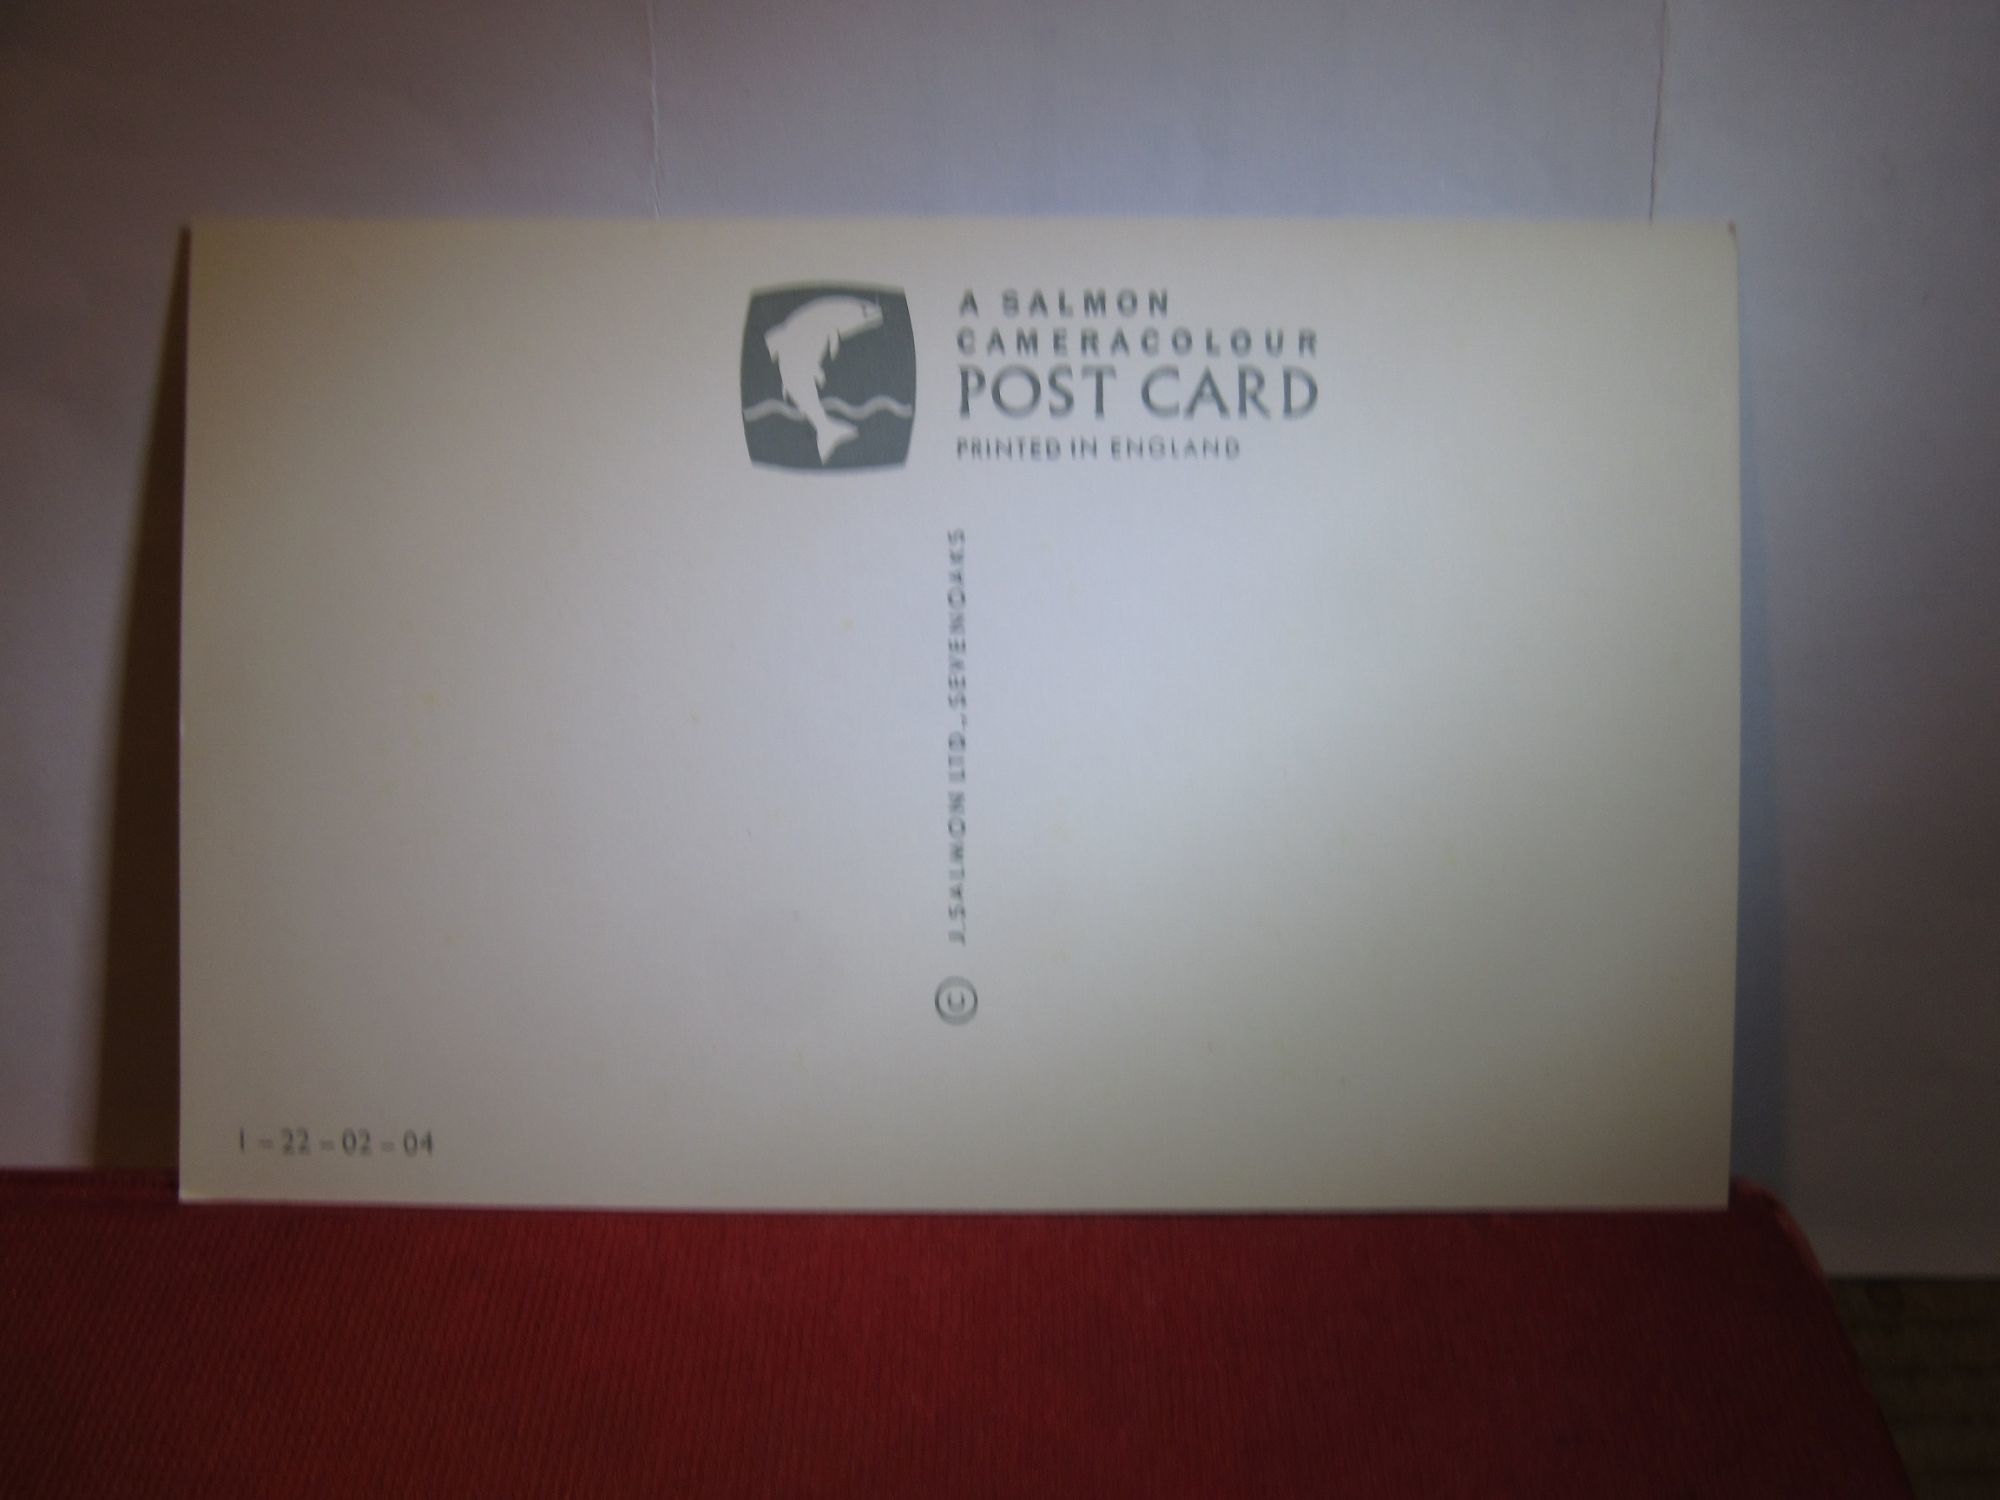 A SALMON
CAMERACOLOUR
POST CARD
PRINTED IN ENGLAND
© J. SALMON LTD., SEVENOAKS
1 - 22 - 02 - 04